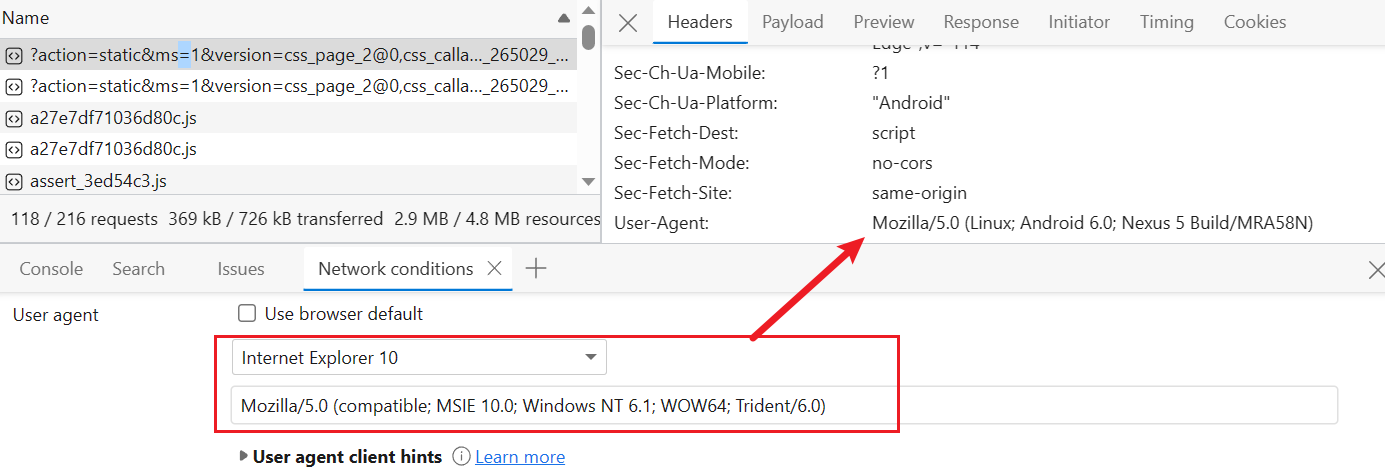 Name
?action=static&ms=1&version=css_page_2@0,css_calla..._265029_...
?action=static&ms=1&version=css_page_2@0,css_calla..._265029_...
a27e7df71036d80c.js
a27e7df71036d80c.js
assert_3ed54c3.js
118 / 216 requests 369 kB / 726 kB transferred 2.9 MB / 4.8 MB resources
Headers Payload Preview Response Initiator Timing Cookies
Edge";v="114"
Sec-Ch-Ua-Mobile: ?1
Sec-Ch-Ua-Platform: "Android"
Sec-Fetch-Dest: script
Sec-Fetch-Mode: no-cors
Sec-Fetch-Site: same-origin
User-Agent: Mozilla/5.0 (Linux; Android 6.0; Nexus 5 Build/MRA58N)
Console Search Issues Network conditions
User agent Use browser default
Internet Explorer 10
Mozilla/5.0 (compatible; MSIE 10.0; Windows NT 6.1; WOW64; Trident/6.0)
User agent client hints Learn more